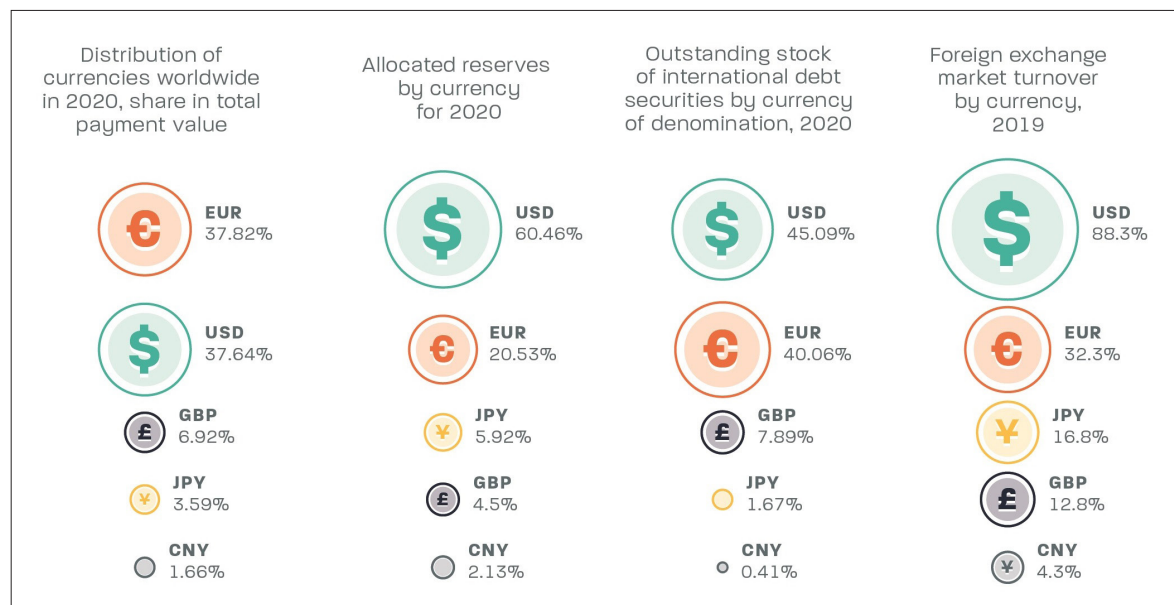 Distribution of
currencies worldwide
in 2020, share in total
payment value
€
EUR
37.82%
$
USD
37.64%
£
GBP
6.92%
¥
JPY
3.59%
CNY
1.66%
Allocated reserves
by currency
for 2020
$
USD
60.46%
€
EUR
20.53%
¥
JPY
5.92%
£
GBP
4.5%
CNY
2.13%
Outstanding stock
of international debt
securities by currency
of denomination, 2020
$
USD
45.09%
€
EUR
40.06%
£
GBP
7.89%
JPY
1.67%
CNY
0.41%
Foreign exchange
market turnover
by currency,
2019
$
USD
88.3%
€
EUR
32.3%
¥
JPY
16.8%
£
GBP
12.8%
¥
CNY
4.3%